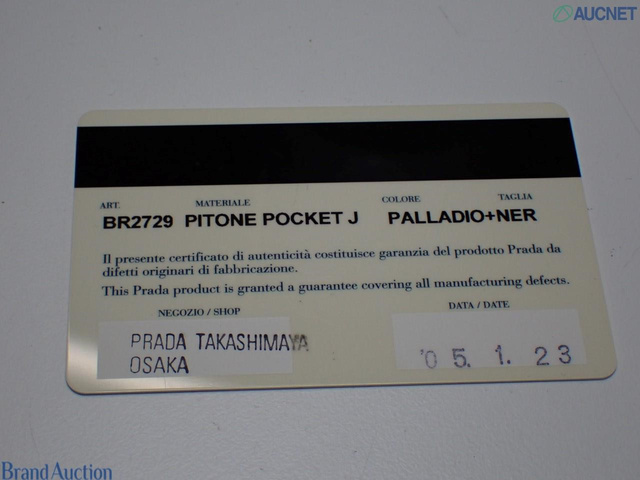 AUCNET
ART. MATERIALE COLORE TAGLIA
BR2729 PITONE POCKET J PALLADIO+NER
Il presente certificato di autenticità costituisce garanzia del prodotto Prada da
difetti originari di fabbricazione.
This Prada product is granted a guarantee covering all manufacturing defects.
NEGOZIO / SHOP
PRADA TAKASHIMAYA
OSAKA
DATA / DATE
'05. 1. 23
Brand Auction